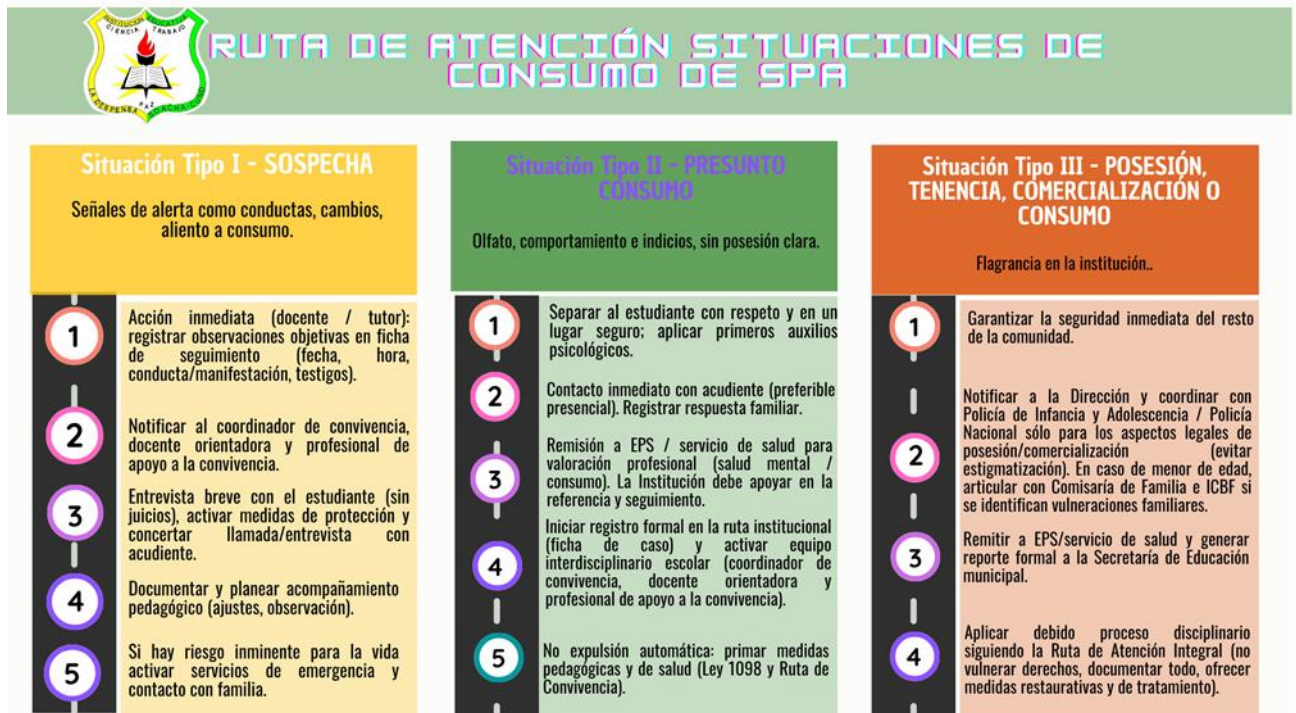 INSTITUCIÓN EDUCATIVA
CIENCIA TRABAJO
PAZ
LA DESPENSA
RUTA DE ATENCIÓN SITUACIONES DE
CONSUMO DE SPA
Situación Tipo I - SOSPECHA
Señales de alerta como conductas, cambios,
aliento a consumo.
1
Acción inmediata (docente / tutor):
registrar observaciones objetivas en ficha
de seguimiento (fecha, hora,
conducta/manifestación, testigos).
2
Notificar al coordinador de convivencia,
docente orientadora y profesional de
apoyo a la convivencia.
3
Entrevista breve con el estudiante (sin
juicios), activar medidas de protección y
concertar llamada/entrevista con
acudiente.
4
Documentar y planear acompañamiento
pedagógico (ajustes, observación).
5
Si hay riesgo inminente para la vida
activar servicios de emergencia y
contacto con familia.
Situación Tipo II - PRESUNTO
CONSUMO
Olfato, comportamiento e indicios, sin posesión clara.
1
Separar al estudiante con respeto y en un
lugar seguro; aplicar primeros auxilios
psicológicos.
2
Contacto inmediato con acudiente (preferible
presencial). Registrar respuesta familiar.
3
Remisión a EPS / servicio de salud para
valoración profesional (salud mental /
consumo). La Institución debe apoyar en la
referencia y seguimiento.
4
Iniciar registro formal en la ruta institucional
(ficha de caso) y activar equipo
interdisciplinario escolar (coordinador de
convivencia, docente orientadora y
profesional de apoyo a la convivencia).
5
No expulsión automática: primar medidas
pedagógicas y de salud (Ley 1098 y Ruta de
Convivencia).
Situación Tipo III - POSESIÓN,
TENENCIA, COMERCIALIZACIÓN O
CONSUMO
Flagrancia en la institución..
1
Garantizar la seguridad inmediata del resto
de la comunidad.
2
Notificar a la Dirección y coordinar con
Policía de Infancia y Adolescencia / Policía
Nacional sólo para los aspectos legales de
posesión/comercialización (evitar
estigmatización). En caso de menor de edad,
articular con Comisaría de Familia e ICBF si
se identifican vulneraciones familiares.
3
Remitir a EPS/servicio de salud y generar
reporte formal a la Secretaría de Educación
municipal.
4
Aplicar debido proceso disciplinario
siguiendo la Ruta de Atención Integral (no
vulnerar derechos, documentar todo, ofrecer
medidas restaurativas y de tratamiento).